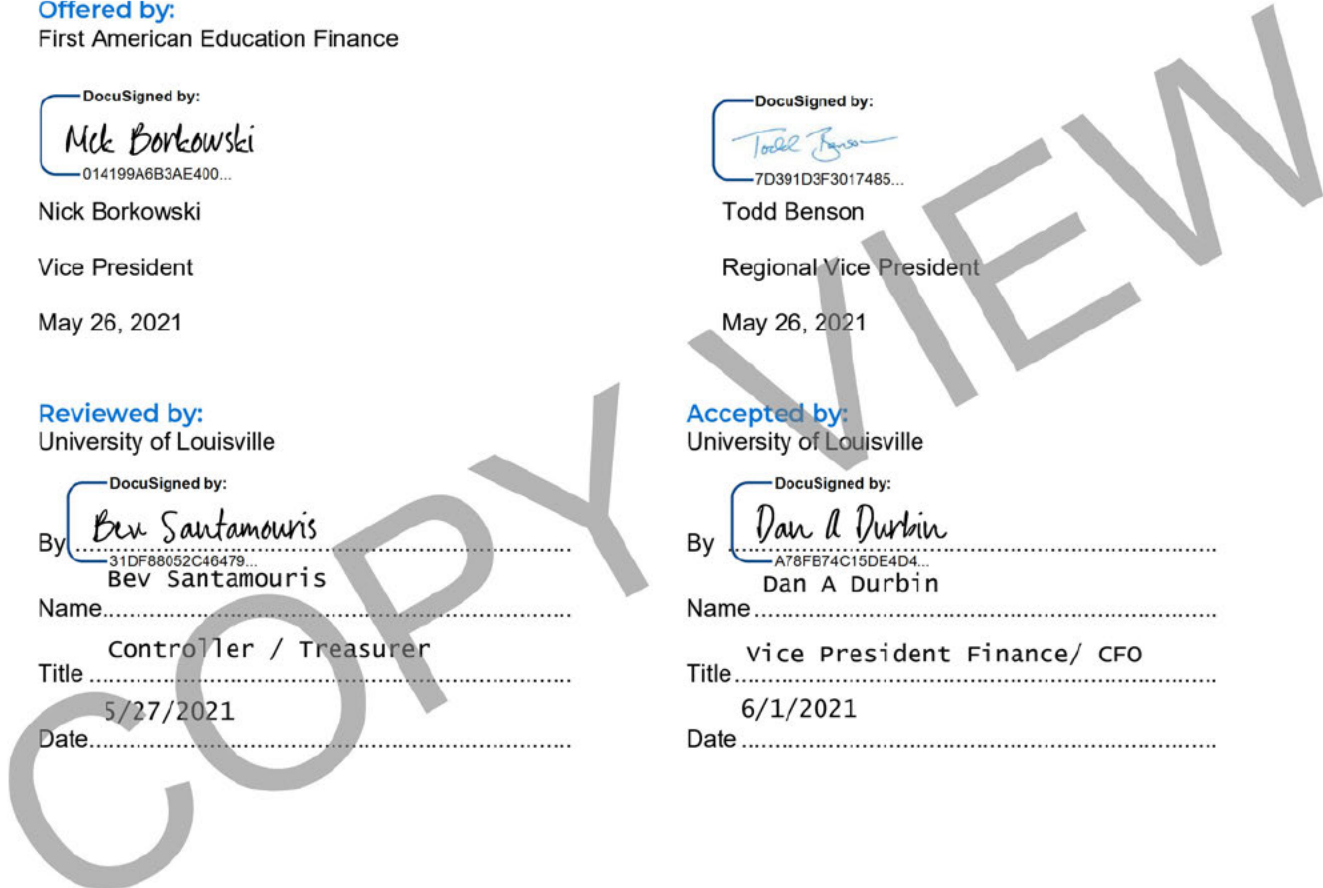 Offered by:
First American Education Finance
DocuSigned by:
Nick Borkowski
014199A6B3AE400...
Nick Borkowski
Vice President
May 26, 2021
DocuSigned by:
Todd Benson
7D391D3F3017485...
Todd Benson
Regional Vice President
May 26, 2021
Reviewed by:
University of Louisville
DocuSigned by:
By Bev Santamouris
31DF88052C46479...
Bev Santamouris
Name
Controller / Treasurer
Title
5/27/2021
Date
Accepted by:
University of Louisville
DocuSigned by:
By Dan A Durbin
A78FB74C15DE4D4...
Dan A Durbin
Name
Vice President Finance/ CFO
Title
6/1/2021
Date
COPY VIEW